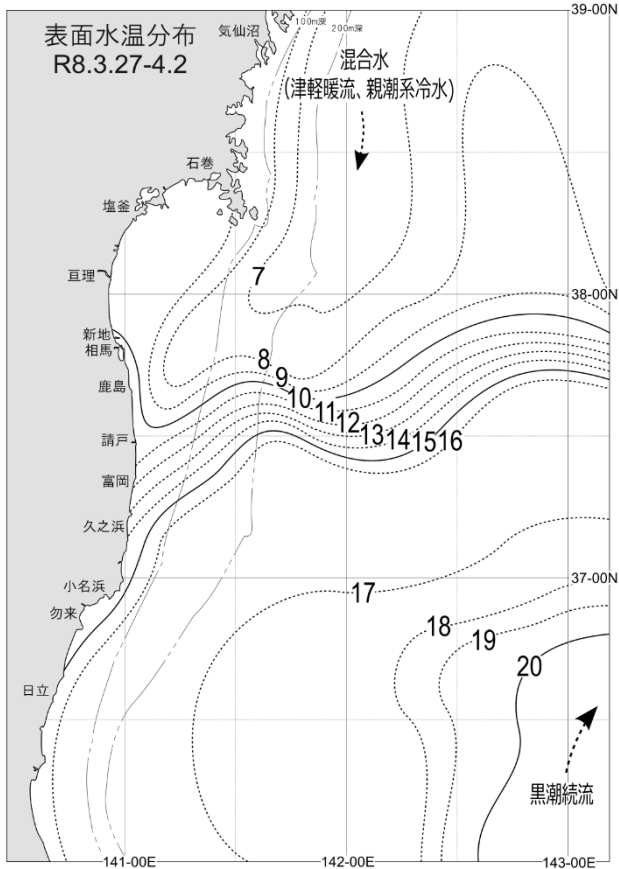 表面水温分布
R8.3.27-4.2
気仙沼
100m深
200m深
39-00N
混合水
(津軽暖流、親潮系冷水)
石巻
塩釜
亘理
7
38-00N
新地
相馬
鹿島
8
9
10
11
12
13
14
15
16
請戸
富岡
久之浜
小名浜
37-00N
17
勿来
18
19
20
日立
黒潮続流
141-00E
142-00E
143-00E